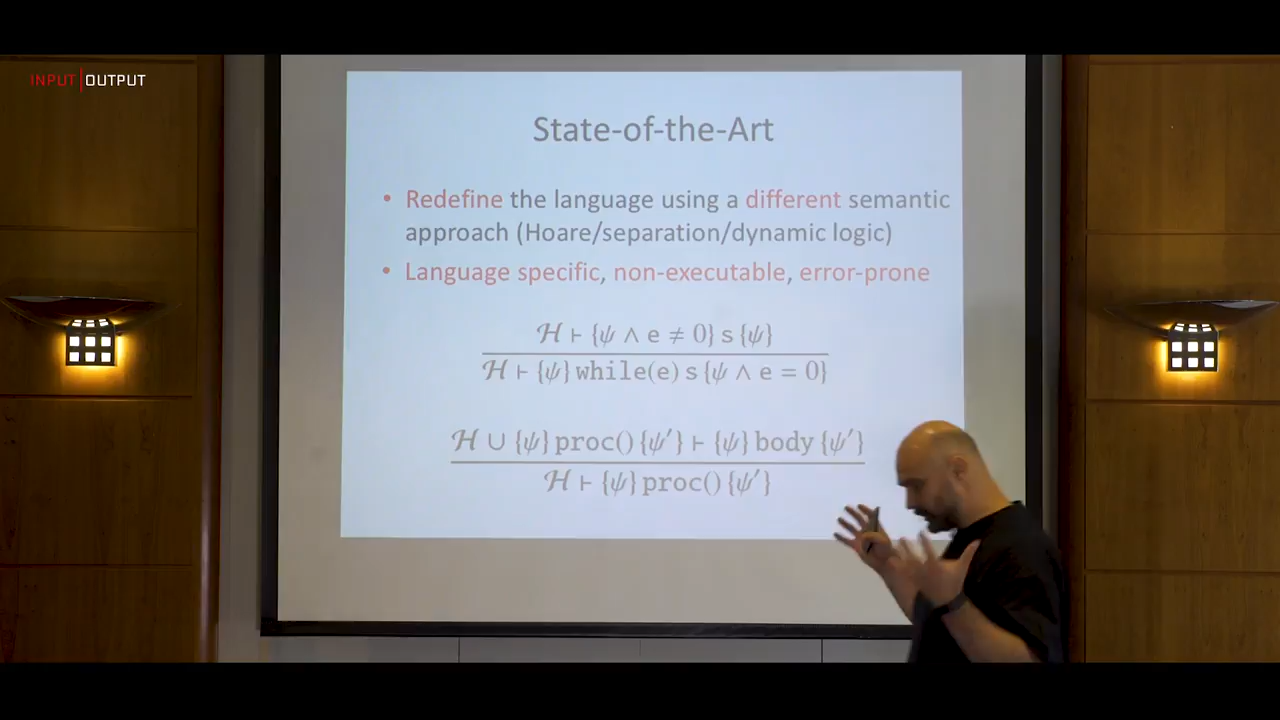 INPUT|OUTPUT
State-of-the-Art
• Redefine the language using a different semantic
approach (Hoare/separation/dynamic logic)
• Language specific, non-executable, error-prone
ℋ ⊢ {ψ ∧ e ≠ 0} s {ψ}
ℋ ⊢ {ψ} while(e) s {ψ ∧ e = 0}
ℋ ∪ {ψ} proc() {ψ′} ⊢ {ψ} body {ψ′}
ℋ ⊢ {ψ} proc() {ψ′}